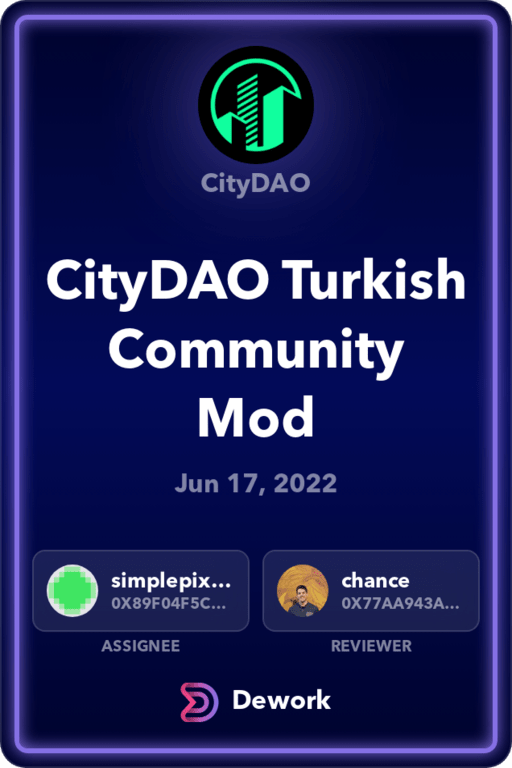 CityDAO
CityDAO Turkish
Community
Mod
Jun 17, 2022
simplepix...
0X89F04F5C...
chance
0X77AA943A...
ASSIGNEE
REVIEWER
Dework